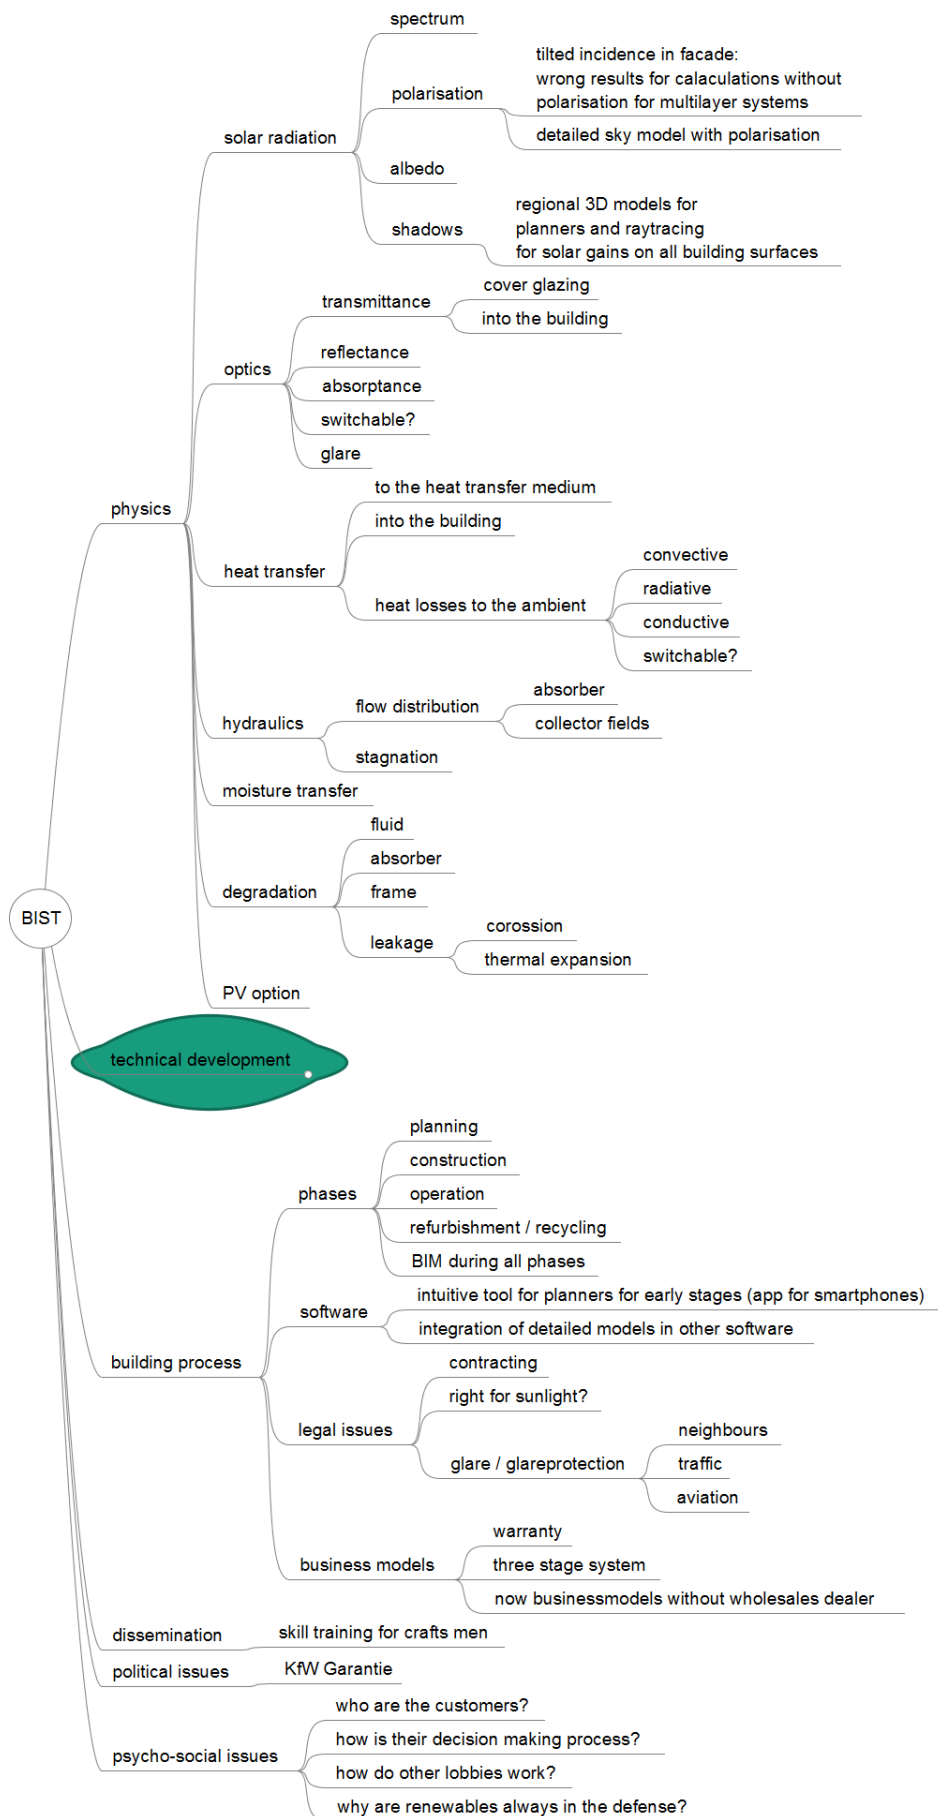 spectrum
tilted incidence in facade:
wrong results for calaculations without
polarisation for multilayer systems
polarisation
detailed sky model with polarisation
solar radiation
albedo
regional 3D models for
planners and raytracing
for solar gains on all building surfaces
shadows
cover glazing
transmittance
into the building
reflectance
optics
absorptance
switchable?
glare
to the heat transfer medium
physics
into the building
convective
heat transfer
radiative
heat losses to the ambient
conductive
switchable?
absorber
flow distribution
hydraulics
collector fields
stagnation
moisture transfer
fluid
absorber
degradation
frame
BIST
corossion
leakage
thermal expansion
PV option
technical development
planning
construction
phases
operation
refurbishment / recycling
BIM during all phases
intuitive tool for planners for early stages (app for smartphones)
software
integration of detailed models in other software
building process
contracting
right for sunlight?
legal issues
neighbours
glare / glareprotection
traffic
aviation
warranty
business models
three stage system
now businessmodels without wholesales dealer
dissemination
skill training for crafts men
political issues
KfW Garantie
who are the customers?
how is their decision making process?
psycho-social issues
how do other lobbies work?
why are renewables always in the defense?